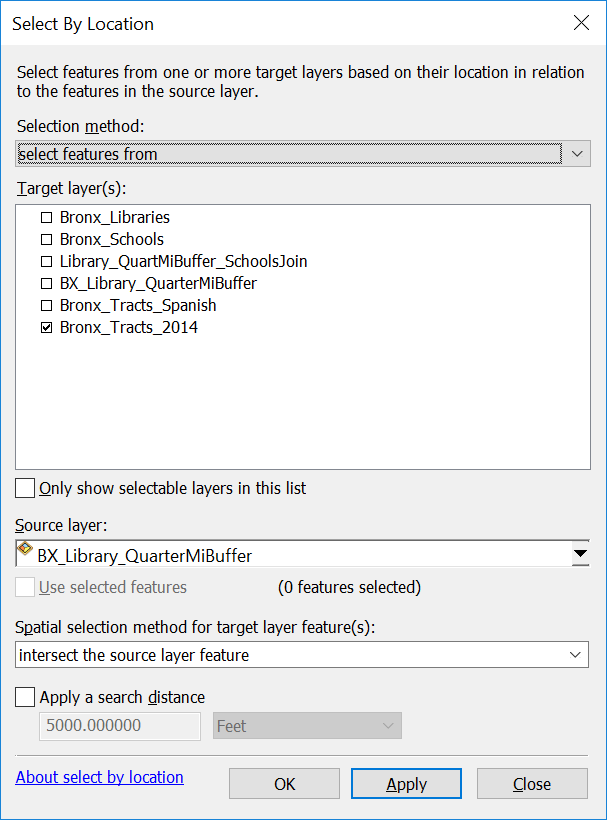 Select By Location
Select features from one or more target layers based on their location in relation
to the features in the source layer.
Selection method:
select features from
Target layer(s):
Bronx_Libraries
Bronx_Schools
Library_QuartMiBuffer_SchoolsJoin
BX_Library_QuarterMiBuffer
Bronx_Tracts_Spanish
Bronx_Tracts_2014
Only show selectable layers in this list
Source layer:
BX_Library_QuarterMiBuffer
Use selected features (0 features selected)
Spatial selection method for target layer feature(s):
intersect the source layer feature
Apply a search distance
5000.000000 Feet
About select by location OK Apply Close